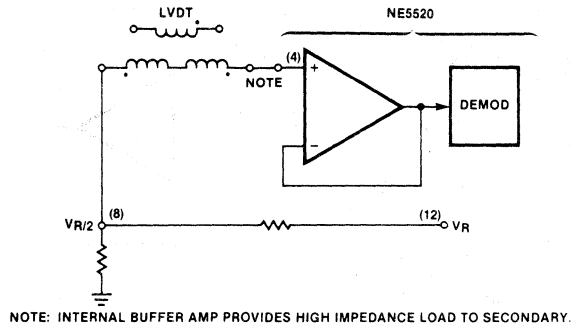 LVDT
NE5520
(4)
+
NOTE
DEMOD
−
VR/2
(8)
(12)
VR
NOTE: INTERNAL BUFFER AMP PROVIDES HIGH IMPEDANCE LOAD TO SECONDARY.